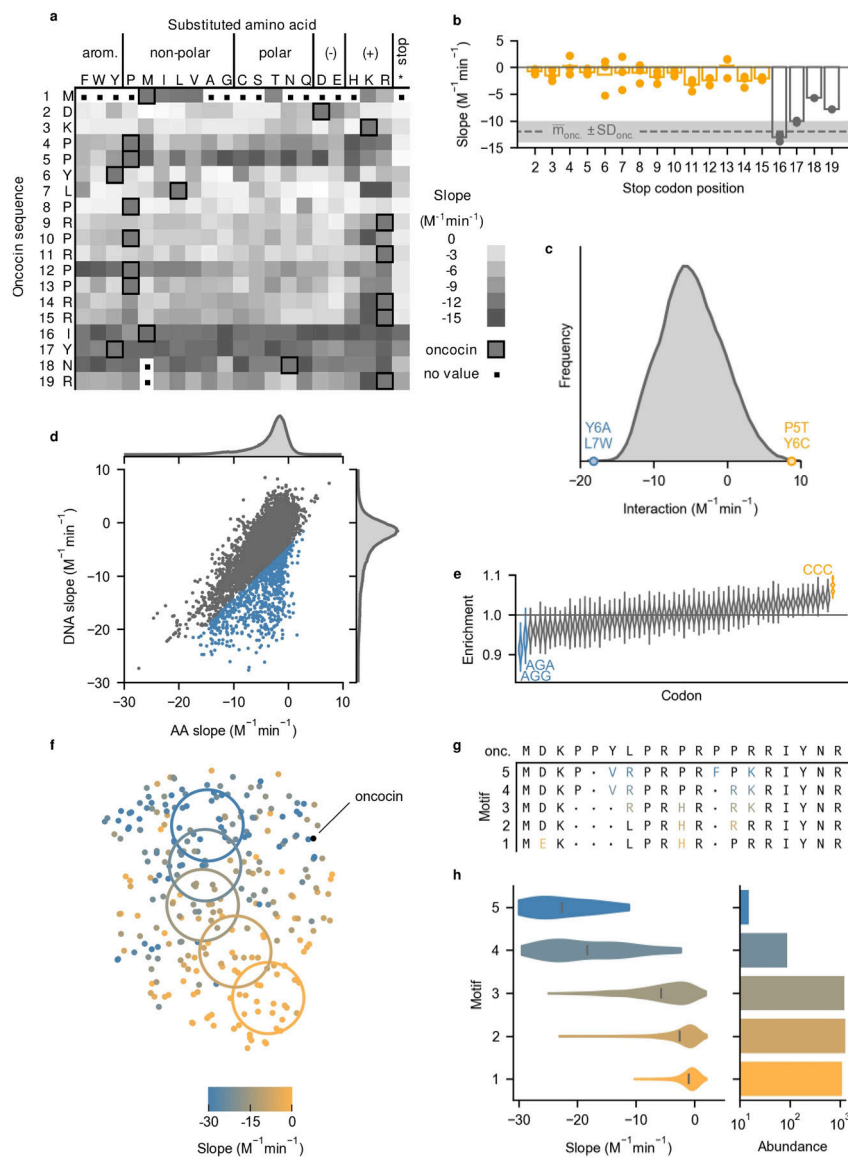 a
Substituted amino acid
arom. non-polar polar (-) (+) stop
F W Y P M I L V A G C S T N Q D E H K R *
Oncocin sequence
1 M
2 D
3 K
4 P
5 P
6 Y
7 L
8 P
9 R
10 P
11 R
12 P
13 P
14 R
15 R
16 I
17 Y
18 N
19 R
Slope
(M⁻¹min⁻¹)
0
-3
-6
-9
-12
-15
oncocin
no value
b
Slope (M⁻¹min⁻¹)
5
0
−5
−10
−15
m̅onc. ±SDonc.
2 3 4 5 6 7 8 9 10 11 12 13 14 15 16 17 18 19
Stop codon position
c
Frequency
Y6A
L7W
P5T
Y6C
−20 −10 0 10
Interaction (M⁻¹min⁻¹)
d
DNA slope (M⁻¹min⁻¹)
10
0
−10
−20
−30
−30 −20 −10 0 10
AA slope (M⁻¹min⁻¹)
e
Enrichment
1.1
1.0
0.9
CCC
AGA
AGG
Codon
f
oncocin
-30 -15 0
Slope (M⁻¹min⁻¹)
g
onc. M D K P P Y L P R P R P P R R I Y N R
Motif
5 M D K P · V R P R P R F P K R I Y N R
4 M D K P · V R P R P R · R K R I Y N R
3 M D K · · · R P R H R · R K R I Y N R
2 M D K · · · L P R H R · R R R I Y N R
1 M E K · · · L P R H R · P R R I Y N R
h
Motif
5
4
3
2
1
−30 −20 −10 0
Slope (M⁻¹min⁻¹)
10¹ 10² 10³
Abundance